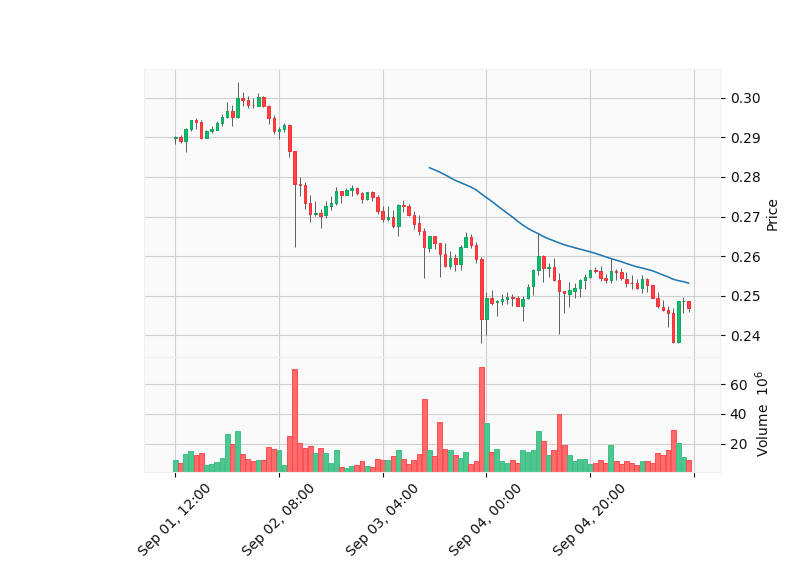 0.30
0.29
0.28
0.27
0.26
0.25
0.24
Price
60
40
20
Volume 10^6
Sep 01, 12:00
Sep 02, 08:00
Sep 03, 04:00
Sep 04, 00:00
Sep 04, 20:00